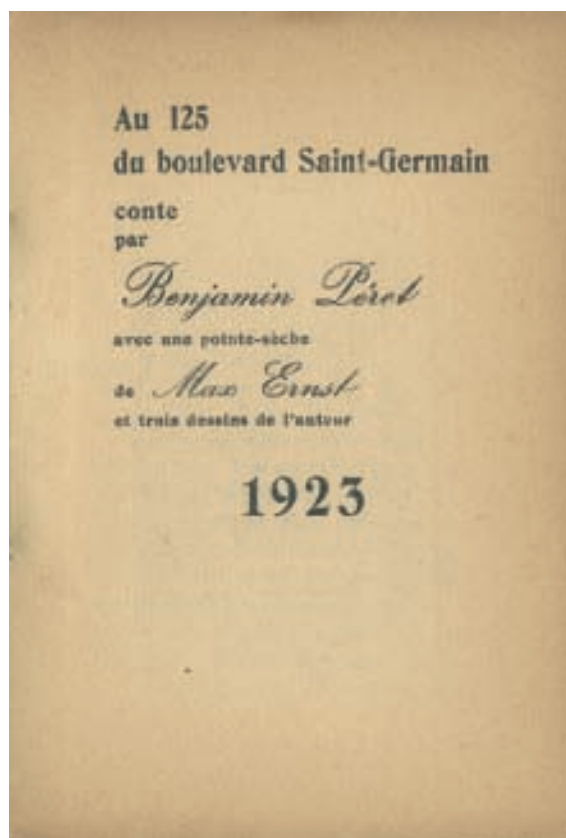 Au 125
du boulevard Saint-Germain
conte
par
Benjamin Péret
avec une pointe-sèche
de Max Ernst
et trois dessins de l'auteur
1923